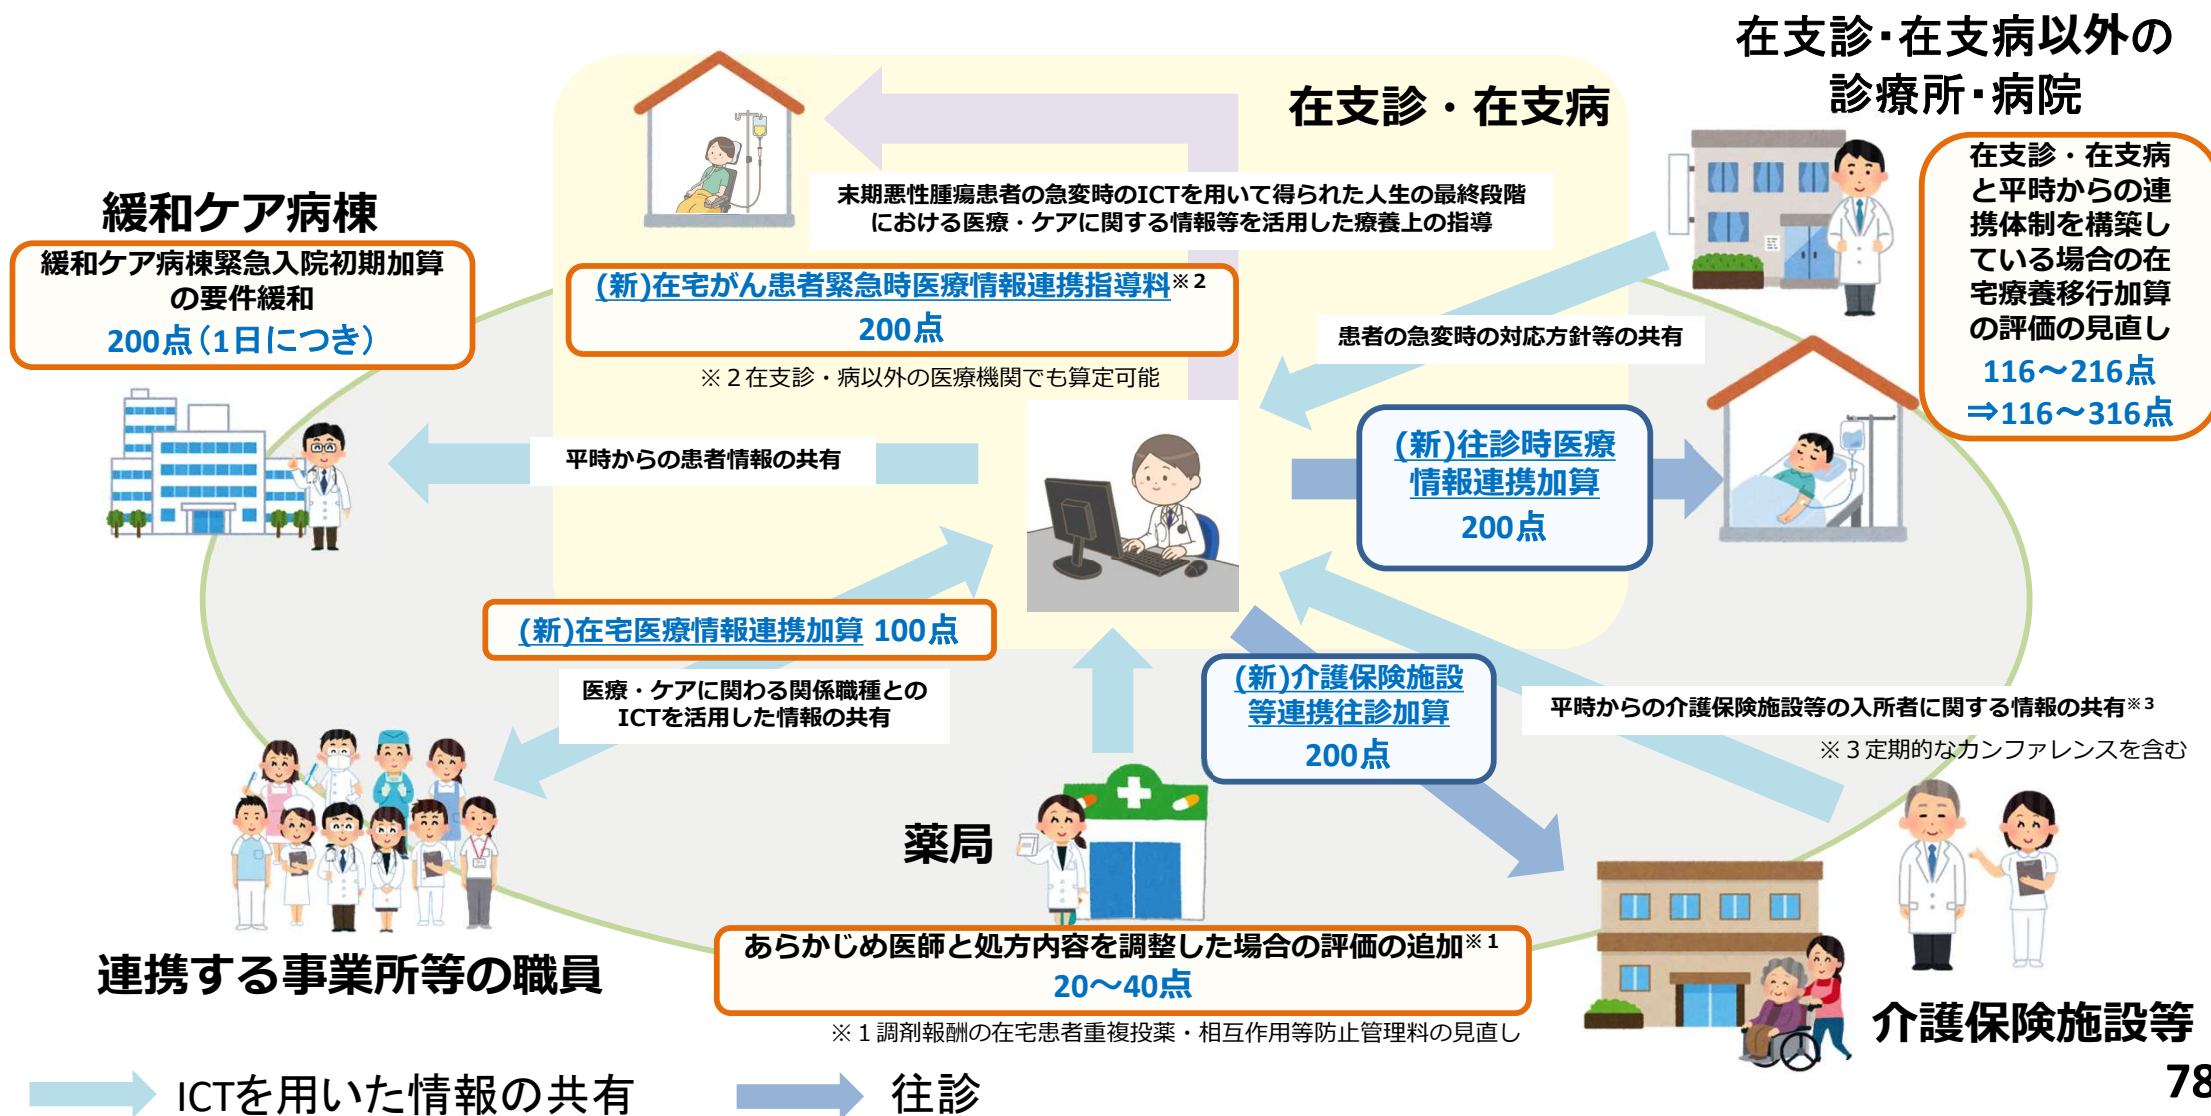 在支診・在支病以外の
診療所・病院
在支診・在支病
と平時からの連
携体制を構築し
ている場合の在
宅療養移行加算
の評価の見直し
116～216点
⇒116～316点
在支診・在支病
末期悪性腫瘍患者の急変時のICTを用いて得られた人生の最終段階
における医療・ケアに関する情報等を活用した療養上の指導
(新)在宅がん患者緊急時医療情報連携指導料※2
200点
※２在支診・病以外の医療機関でも算定可能
緩和ケア病棟
緩和ケア病棟緊急入院初期加算
の要件緩和
200点（1日につき）
患者の急変時の対応方針等の共有
平時からの患者情報の共有
(新)往診時医療
情報連携加算
200点
(新)在宅医療情報連携加算 100点
医療・ケアに関わる関係職種との
ICTを活用した情報の共有
(新)介護保険施設
等連携往診加算
200点
平時からの介護保険施設等の入所者に関する情報の共有※3
※３定期的なカンファレンスを含む
薬局
あらかじめ医師と処方内容を調整した場合の評価の追加※1
20～40点
※１調剤報酬の在宅患者重複投薬・相互作用等防止管理料の見直し
連携する事業所等の職員
介護保険施設等
ICTを用いた情報の共有
往診
78